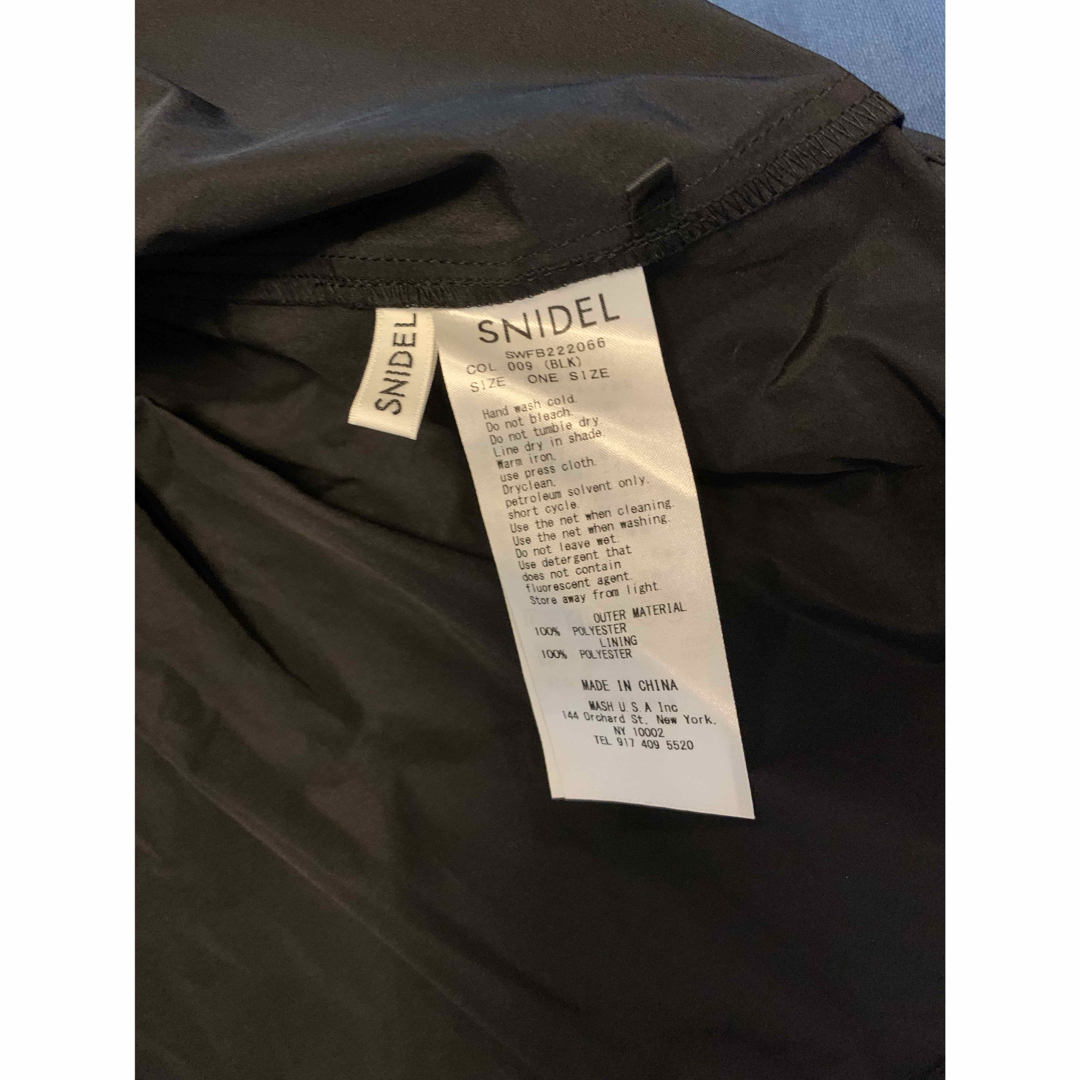 SNIDEL
SNIDEL
SWFB222066
COL 009 (BLK)
SIZE ONE SIZE
Hand wash cold.
Do not bleach.
Do not tumble dry
Line dry in shade.
Warm iron.
use press cloth.
Dryclean.
petroleum solvent only.
short cycle.
Use the net when cleaning.
Use the net when washing.
Do not leave wet.
Use detergent that
does not contain
fluorescent agent.
Store away from light.
OUTER MATERIAL
100% POLYESTER
LINING
100% POLYESTER
MADE IN CHINA
MASH U S A Inc
144 Orchard St. New York.
NY 10002
TEL 917 409 5520